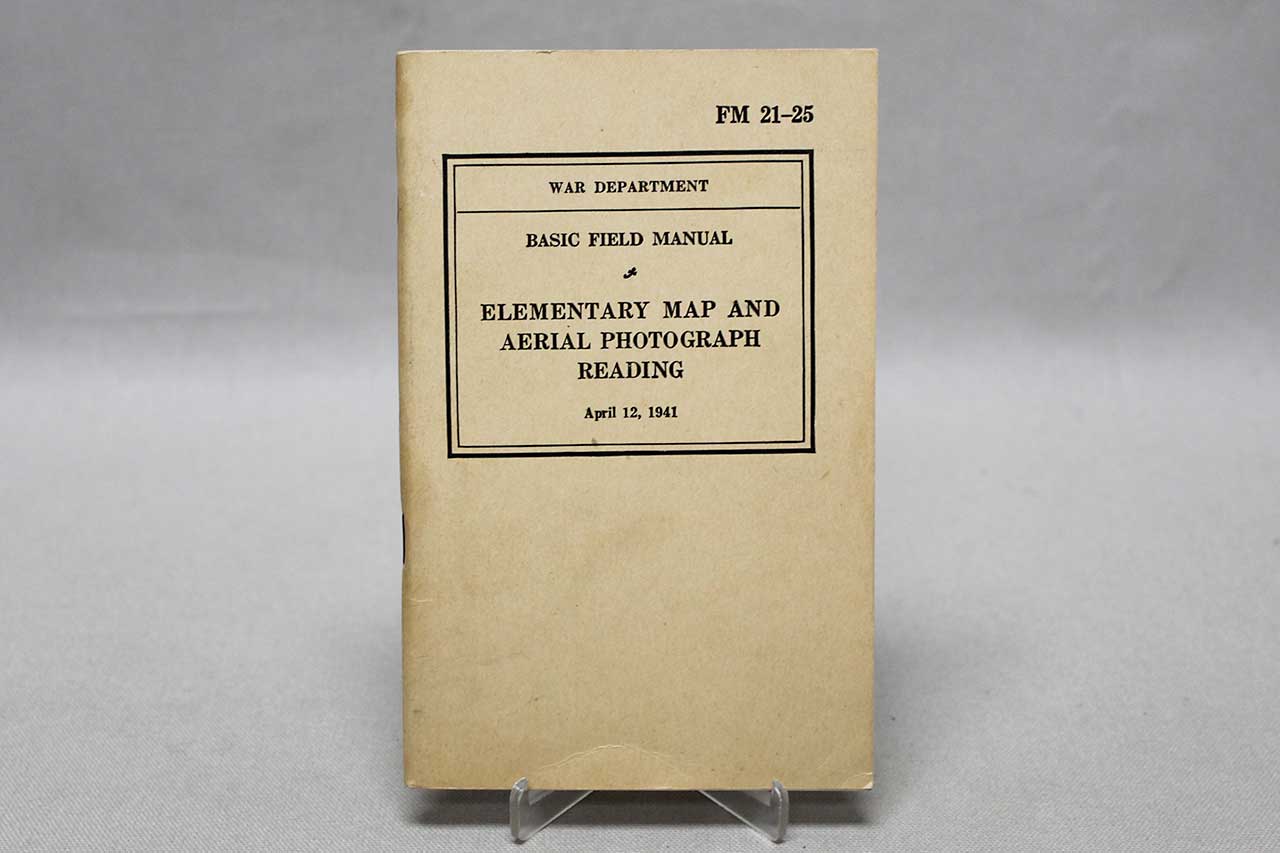 FM 21–25
WAR DEPARTMENT
BASIC FIELD MANUAL
ELEMENTARY MAP AND
AERIAL PHOTOGRAPH
READING
April 12, 1941